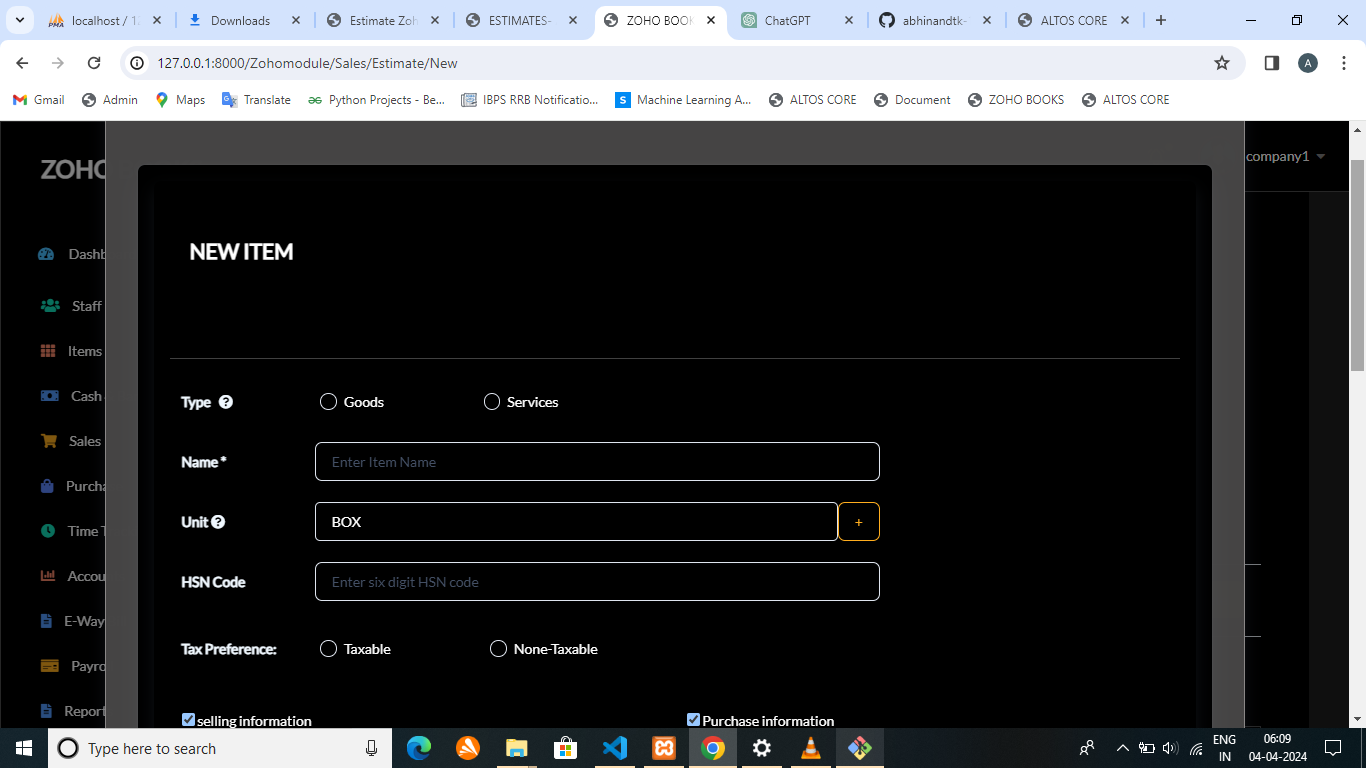 localhost / 12
Downloads
Estimate Zoh
ESTIMATES-
ZOHO BOOK
ChatGPT
abhinandtk-
ALTOS CORE
127.0.0.1:8000/Zohomodule/Sales/Estimate/New
A
Gmail
Admin
Maps
Translate
Python Projects - Be...
IBPS RRB Notificatio...
Machine Learning A...
ALTOS CORE
Document
ZOHO BOOKS
ALTOS CORE
ZOHO
company1
NEW ITEM
Dashb
Staff
Items
Cash
Sales
Purcha
Time T
Accou
E-Way
Payro
Report
Type
Goods
Services
Name *
Enter Item Name
Unit
BOX
+
HSN Code
Enter six digit HSN code
Tax Preference:
Taxable
None-Taxable
selling information
Purchase information
Type here to search
ENG
IN
06:09
04-04-2024